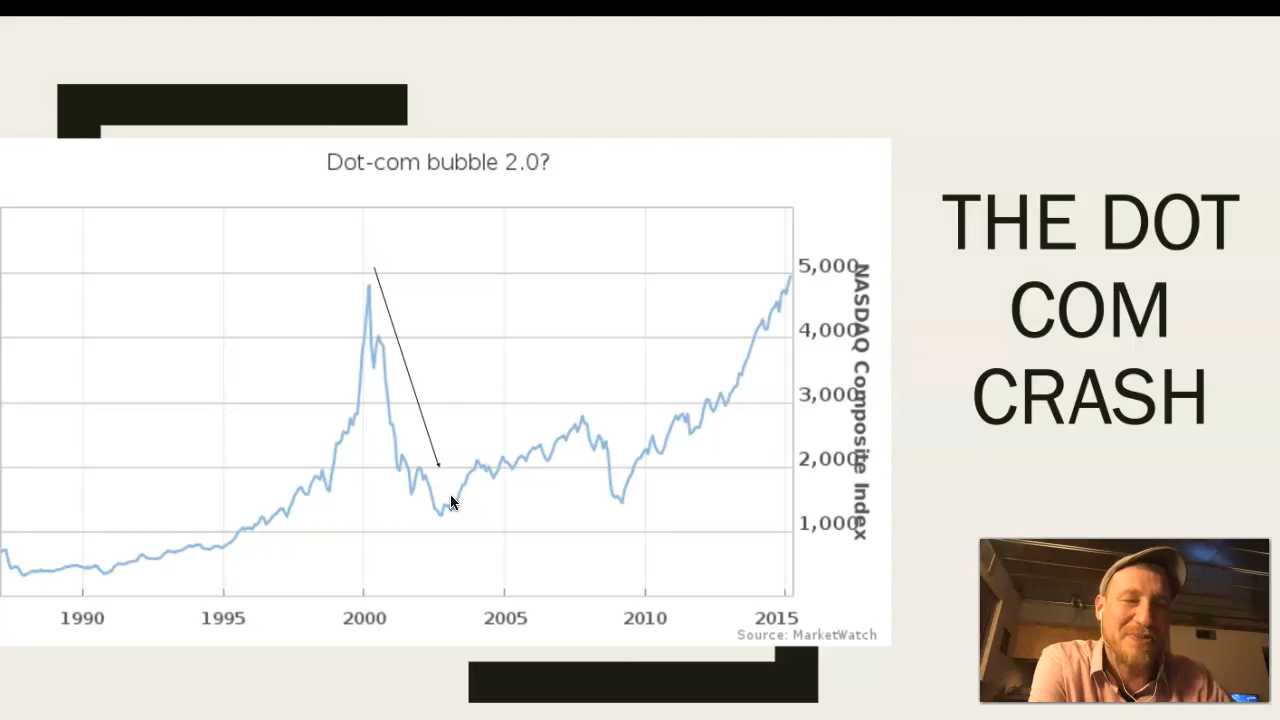 Dot-com bubble 2.0?
5,000
4,000
3,000
2,000
1,000
NASDAQ Composite Index
1990 1995 2000 2005 2010 2015
Source: MarketWatch
THE DOT
COM
CRASH